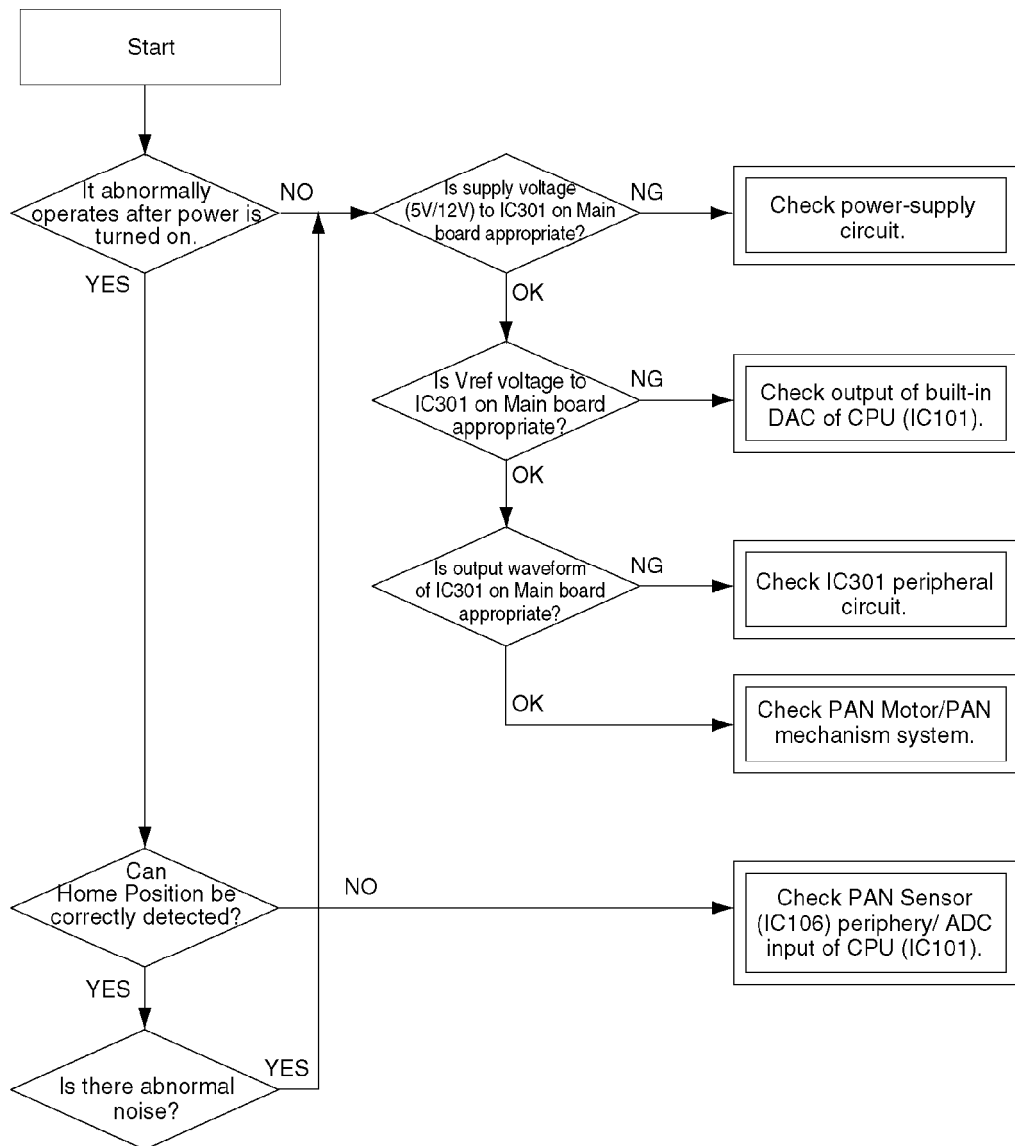 Start
It abnormally
operates after power is
turned on.
NO
YES
Is supply voltage
(5V/12V) to IC301 on Main
board appropriate?
NG
OK
Check power-supply
circuit.
Is Vref voltage to
IC301 on Main board
appropriate?
NG
OK
Check output of built-in
DAC of CPU (IC101).
Is output waveform
of IC301 on Main board
appropriate?
NG
OK
Check IC301 peripheral
circuit.
Check PAN Motor/PAN
mechanism system.
Can
Home Position be
correctly detected?
NO
YES
Check PAN Sensor
(IC106) periphery/ ADC
input of CPU (IC101).
Is there abnormal
noise?
YES